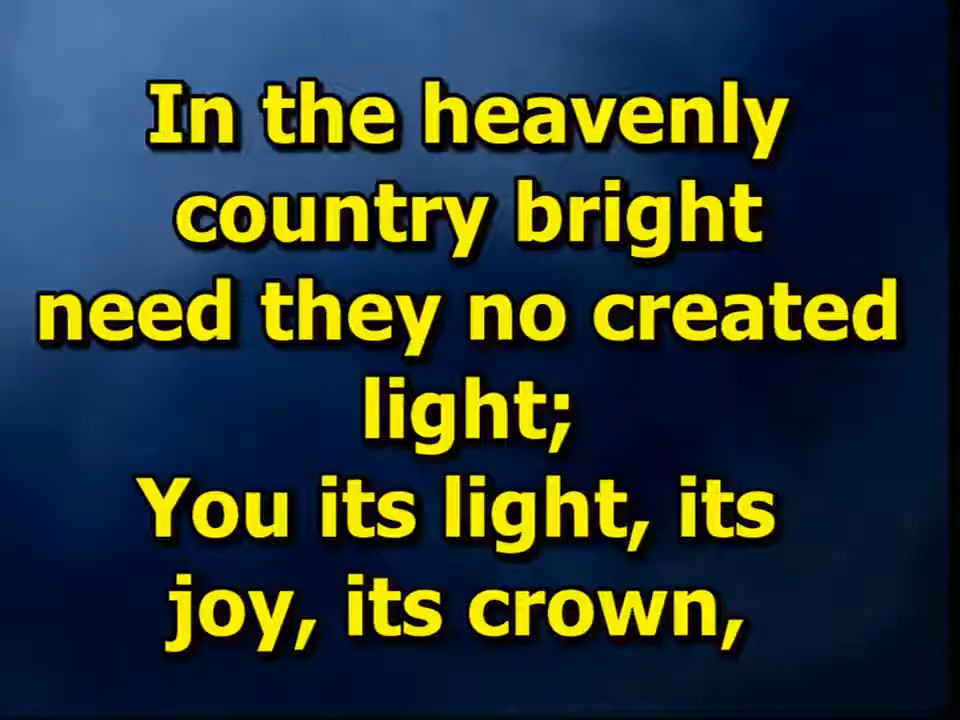 In the heavenly
country bright
need they no created
light;
You its light, its
joy, its crown,